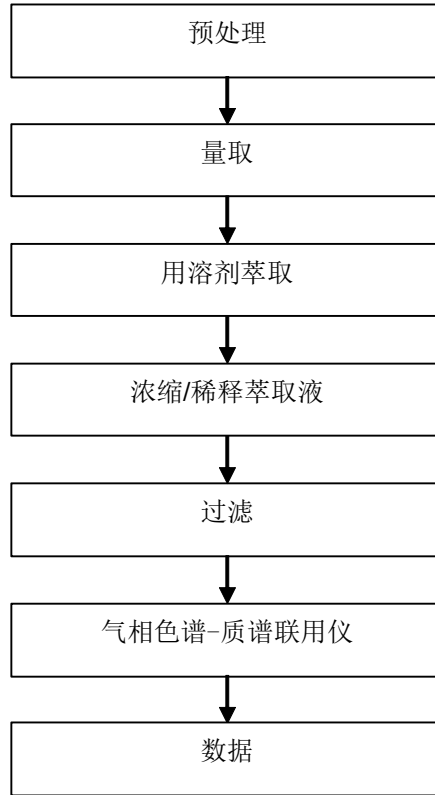 预处理
量取
用溶剂萃取
浓缩/稀释萃取液
过滤
气相色谱-质谱联用仪
数据